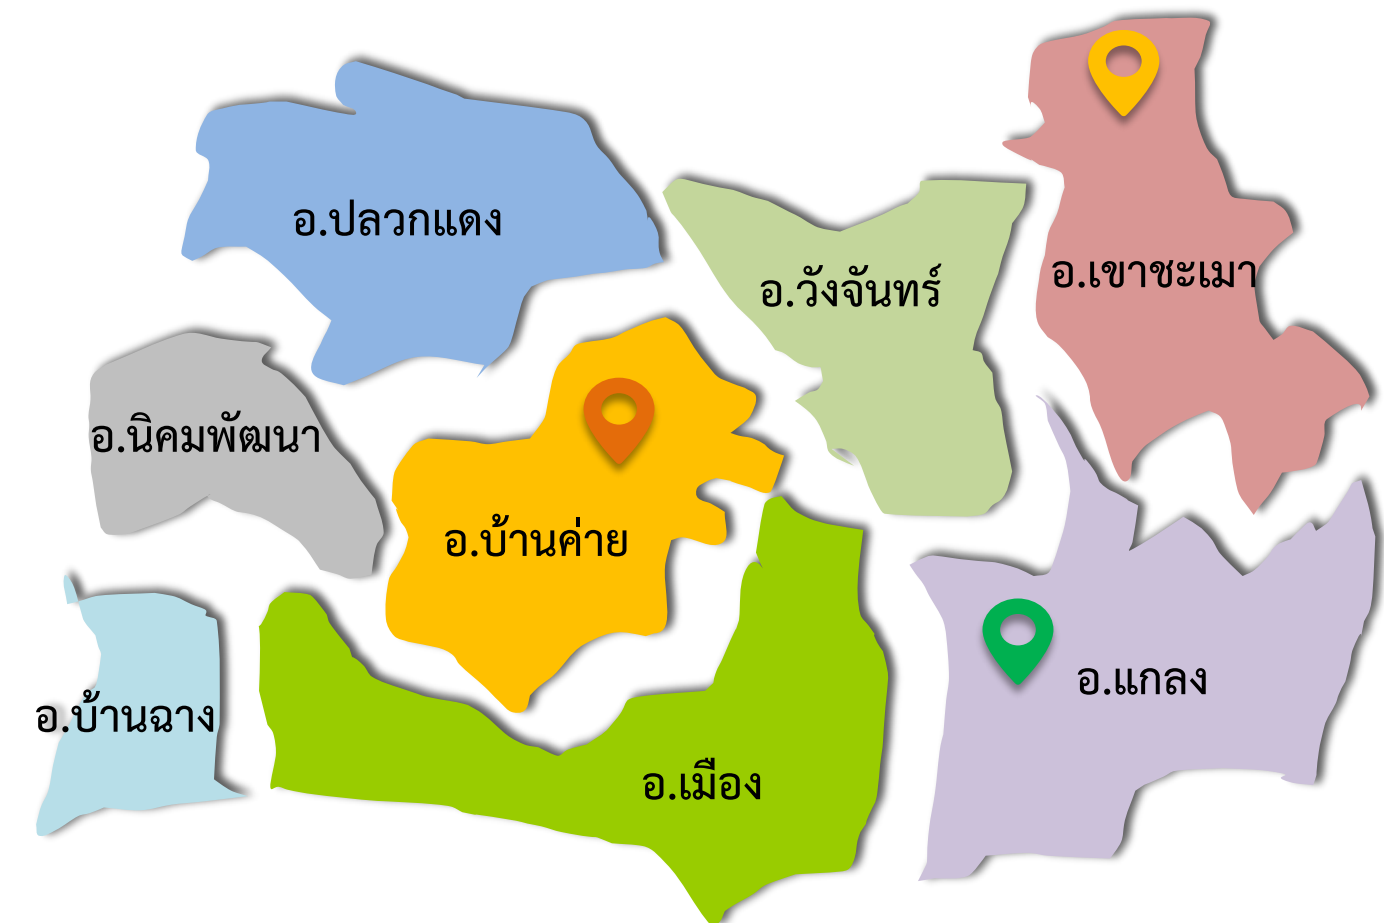 อ.ปลวกแดง
อ.วังจันทร์
อ.เขาชะเมา
อ.นิคมพัฒนา
อ.บ้านค่าย
อ.บ้านฉาง
อ.แกลง
อ.เมือง